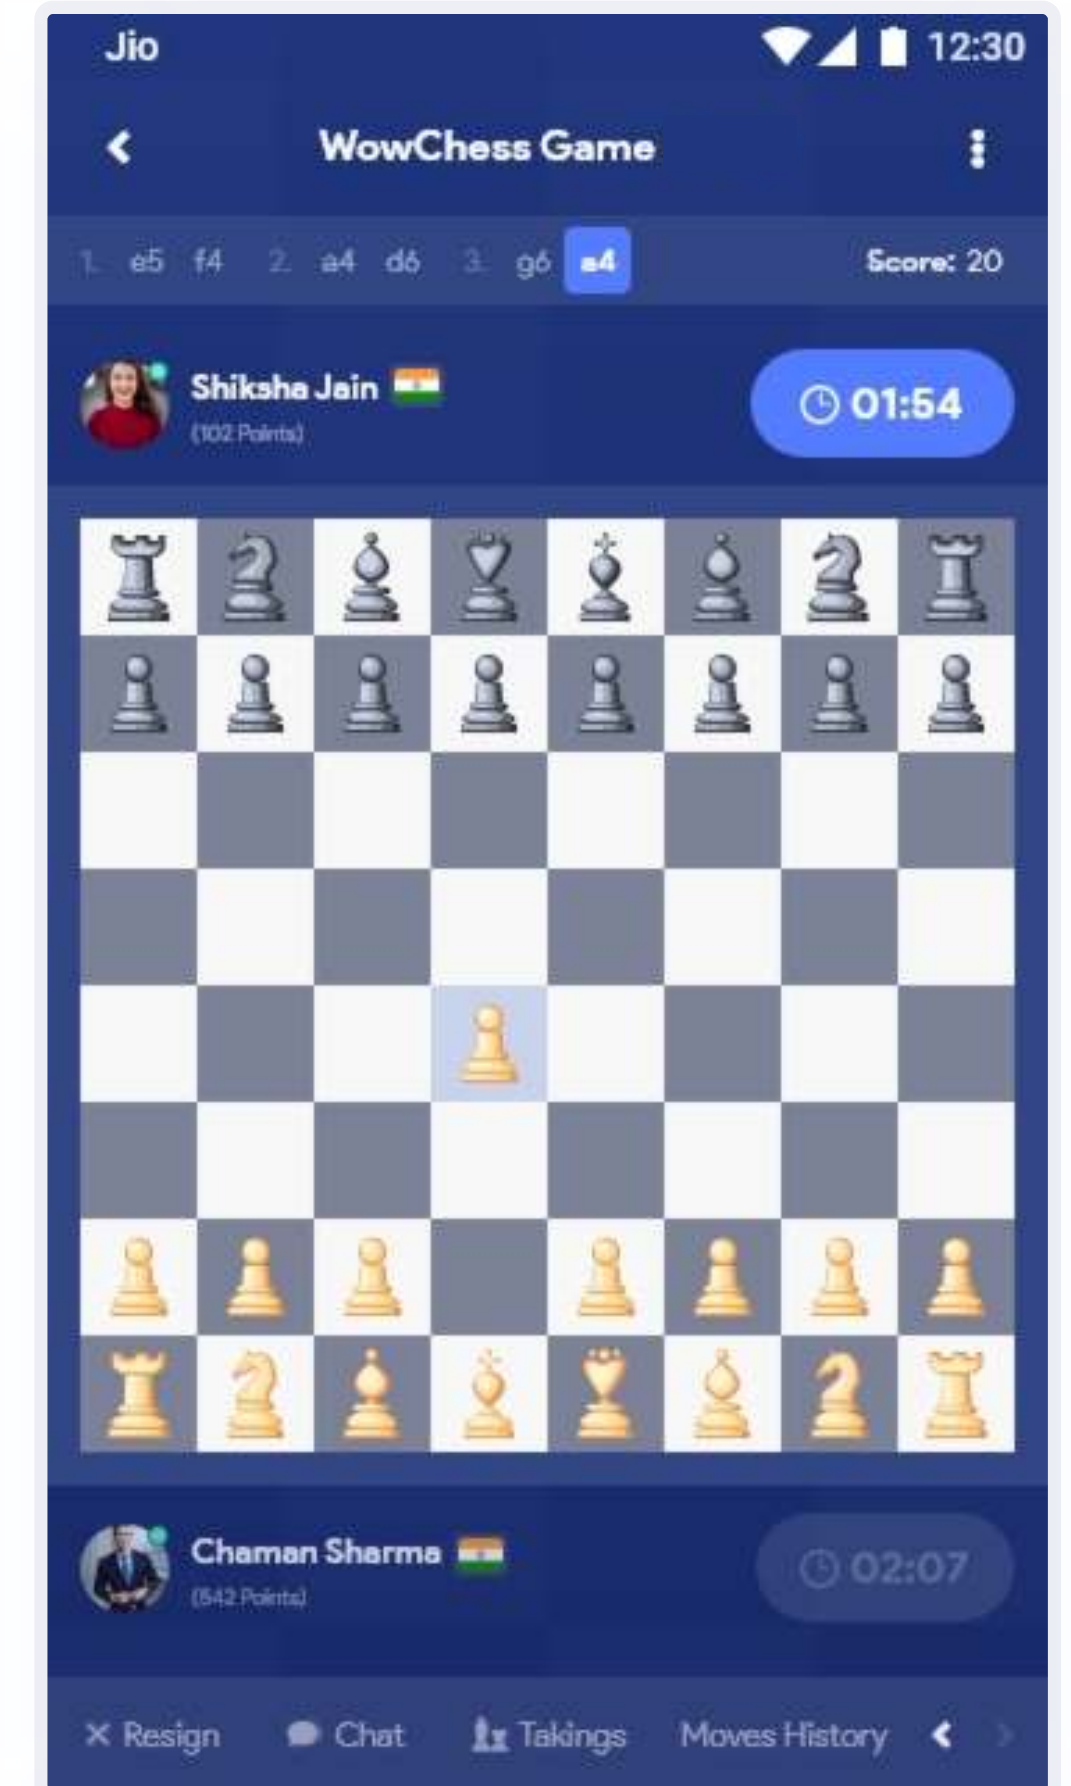 Jio 12:30
WowChess Game
1. e5 f4 2. a4 d6 3. g6 a4 Score: 20
Shiksha Jain 01:54
(102 Points)
Chaman Sharma 02:07
(542 Points)
Resign Chat Takings Moves History